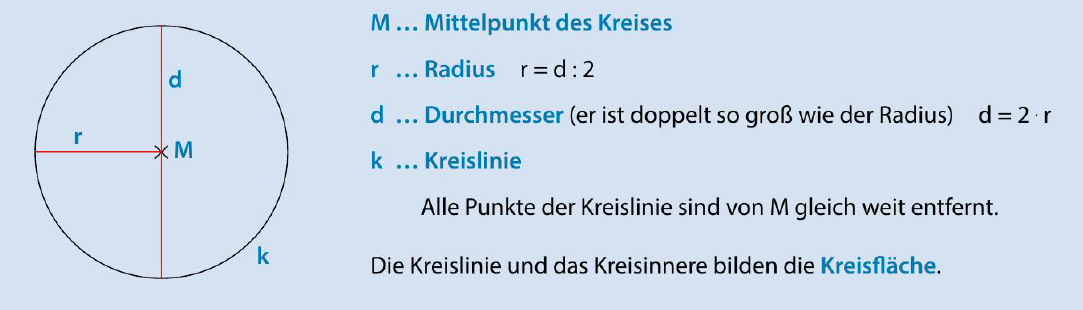 d
r
M
k
M … Mittelpunkt des Kreises
r … Radius r = d : 2
d … Durchmesser (er ist doppelt so groß wie der Radius) d = 2 · r
k … Kreislinie
Alle Punkte der Kreislinie sind von M gleich weit entfernt.
Die Kreislinie und das Kreisinnere bilden die Kreisfläche.